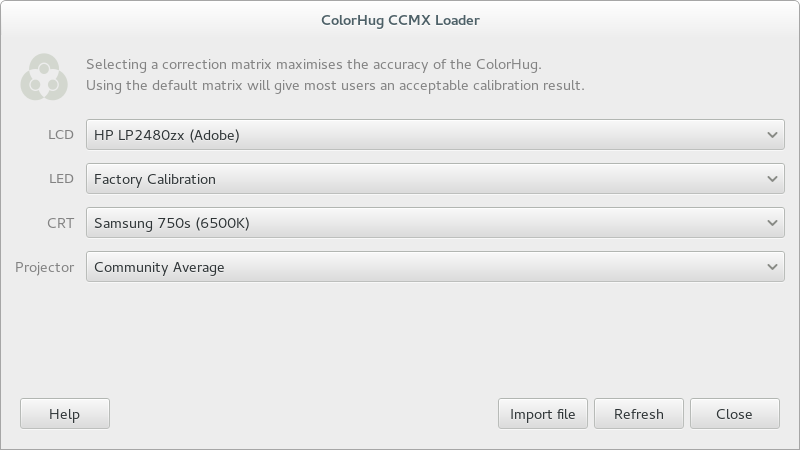 ColorHug CCMX Loader
Selecting a correction matrix maximises the accuracy of the ColorHug.
Using the default matrix will give most users an acceptable calibration result.
LCD HP LP2480zx (Adobe)
LED Factory Calibration
CRT Samsung 750s (6500K)
Projector Community Average
Help Import file Refresh Close